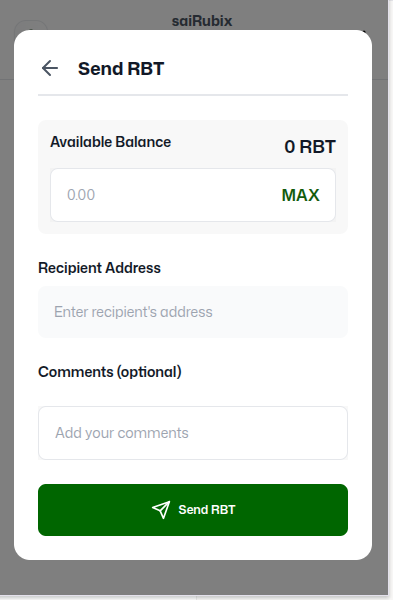 saiRubix
Send RBT
Available Balance
0 RBT
0.00
MAX
Recipient Address
Enter recipient's address
Comments (optional)
Add your comments
Send RBT